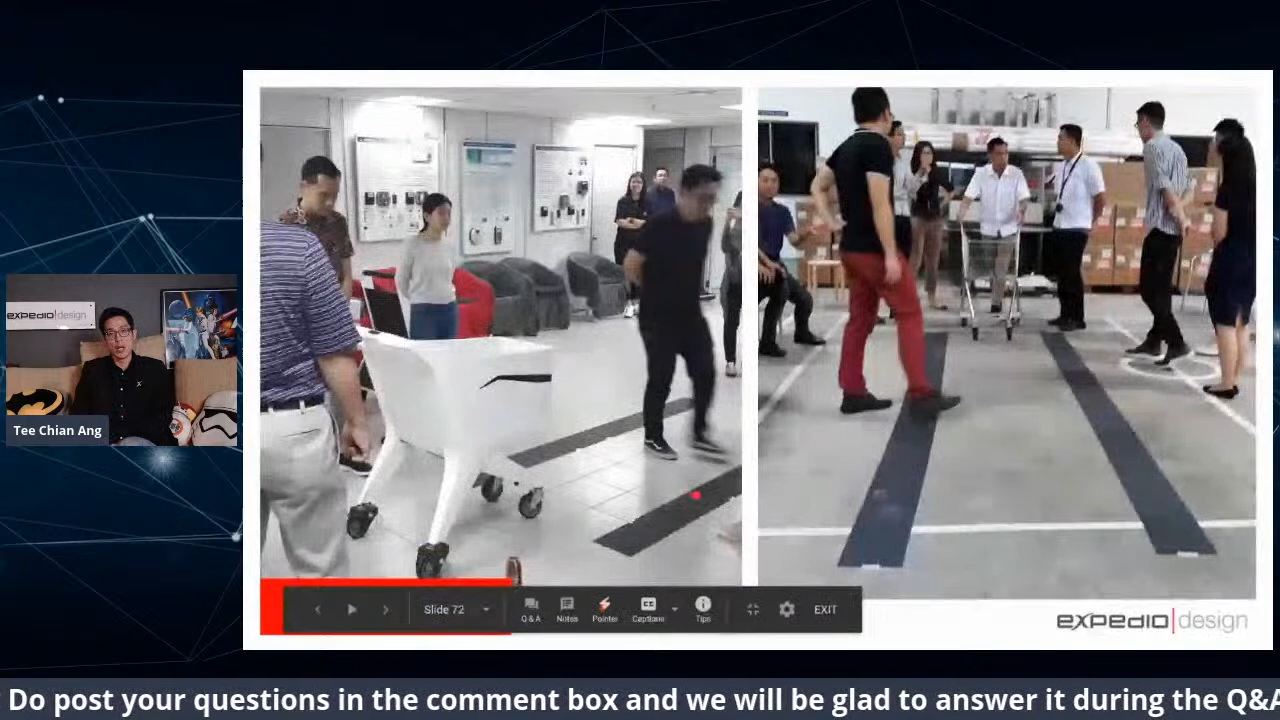 expedio|design
Tee Chian Ang
Slide 72
Q & A
Notes
Pointer
Captions
Tips
EXIT
expedio|design
Do post your questions in the comment box and we will be glad to answer it during the Q&A